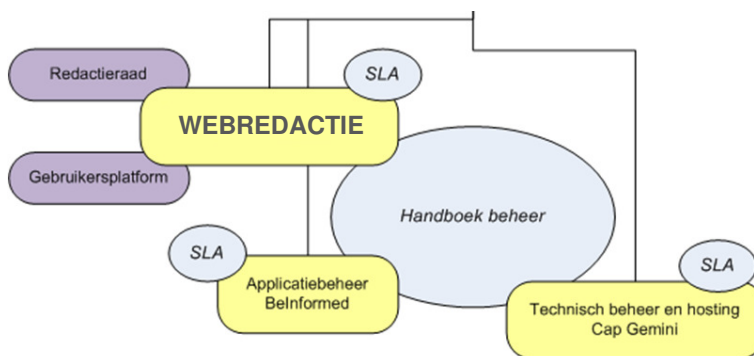 Redactieraad
SLA
WEBREDACTIE
Gebruikersplatform
Handboek beheer
SLA
Applicatiebeheer
BeInformed
SLA
Technisch beheer en hosting
Cap Gemini